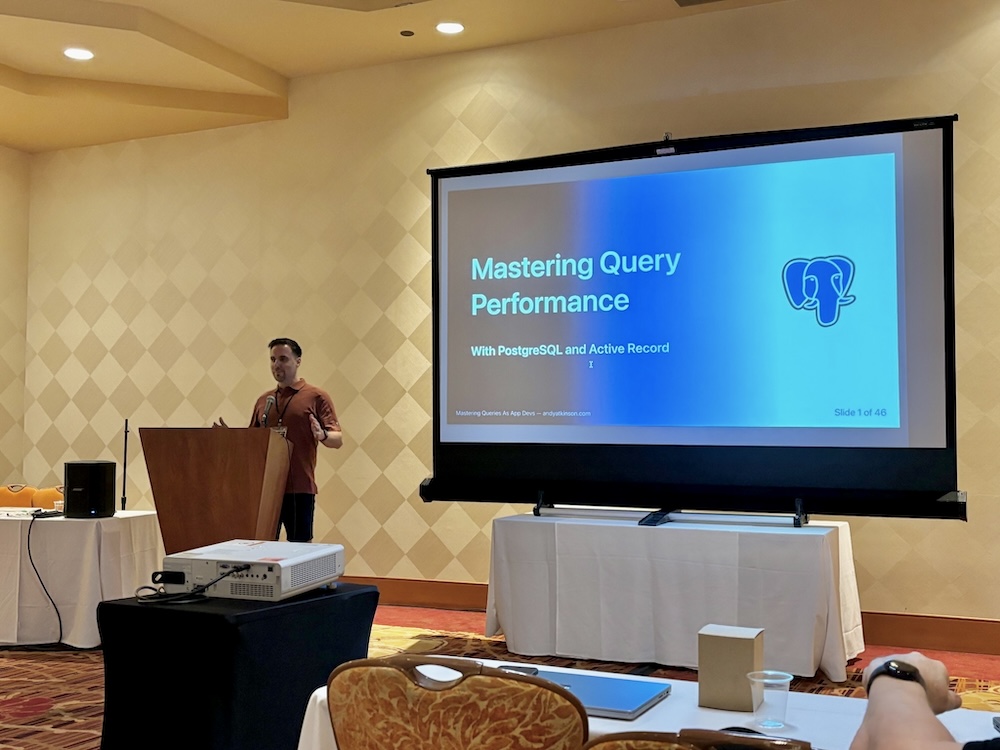 Mastering Query
Performance
With PostgreSQL and Active Record
Mastering Queries As App Devs — andyatkinson.com
Slide 1 of 46